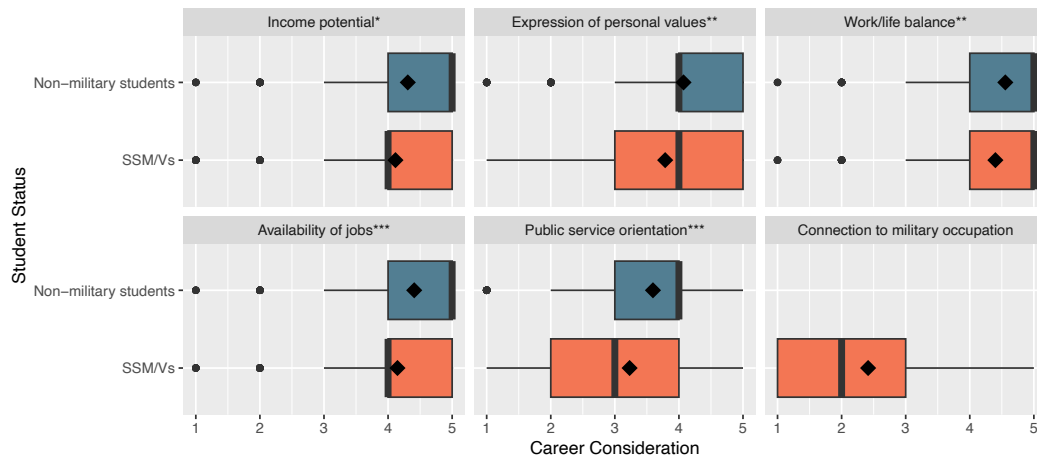 Income potential*
Expression of personal values**
Work/life balance**
Non−military students
SSM/Vs
Student Status
Availability of jobs***
Public service orientation***
Connection to military occupation
Non−military students
SSM/Vs
1 2 3 4 5
1 2 3 4 5
1 2 3 4 5
Career Consideration